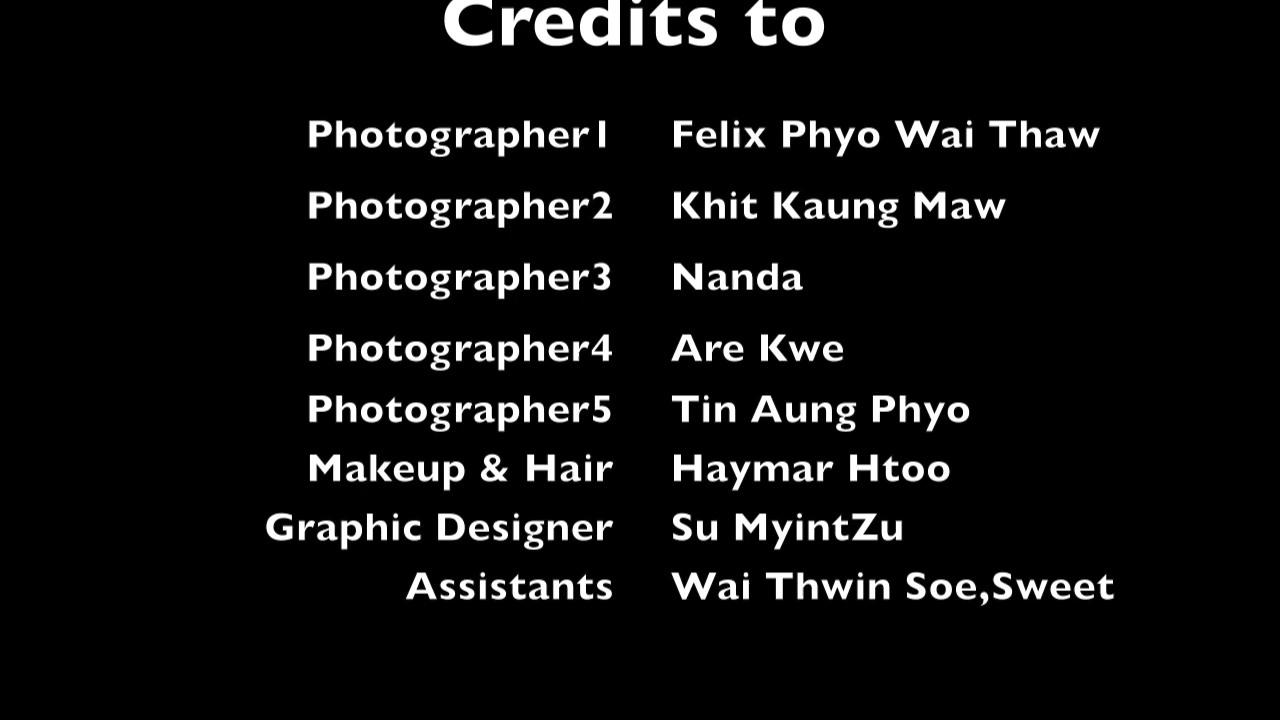 Credits to
Photographer1 Felix Phyo Wai Thaw
Photographer2 Khit Kaung Maw
Photographer3 Nanda
Photographer4 Are Kwe
Photographer5 Tin Aung Phyo
Makeup & Hair Haymar Htoo
Graphic Designer Su MyintZu
Assistants Wai Thwin Soe,Sweet